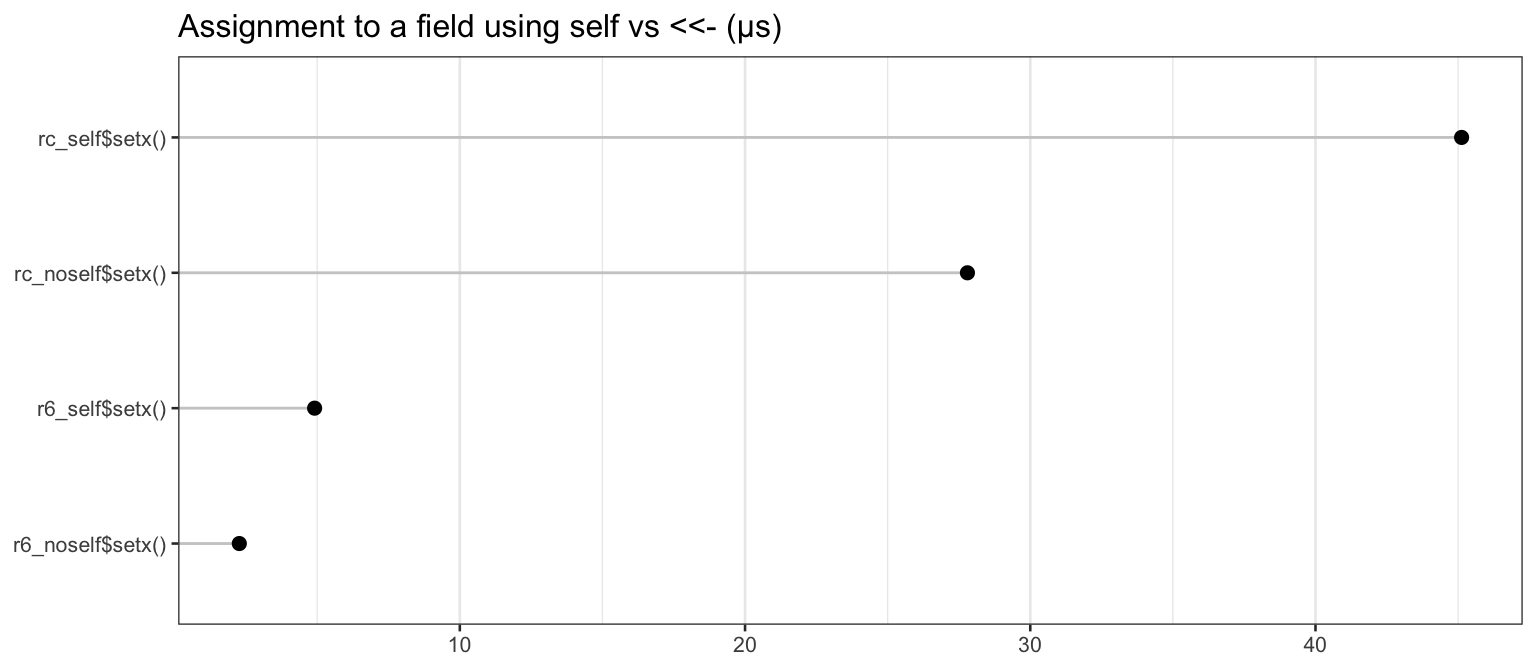 Assignment to a field using self vs <<- (µs)
rc_self$setx()
rc_noself$setx()
r6_self$setx()
r6_noself$setx()
10 20 30 40